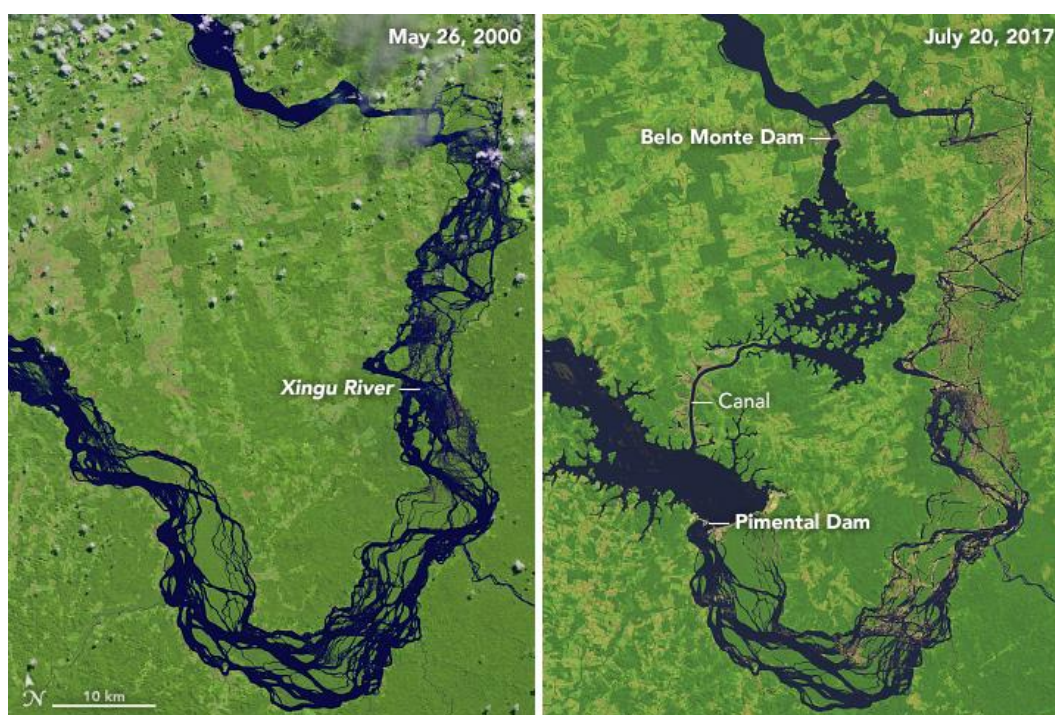 May 26, 2000
Xingu River
N
10 km
July 20, 2017
Belo Monte Dam
Canal
Pimental Dam